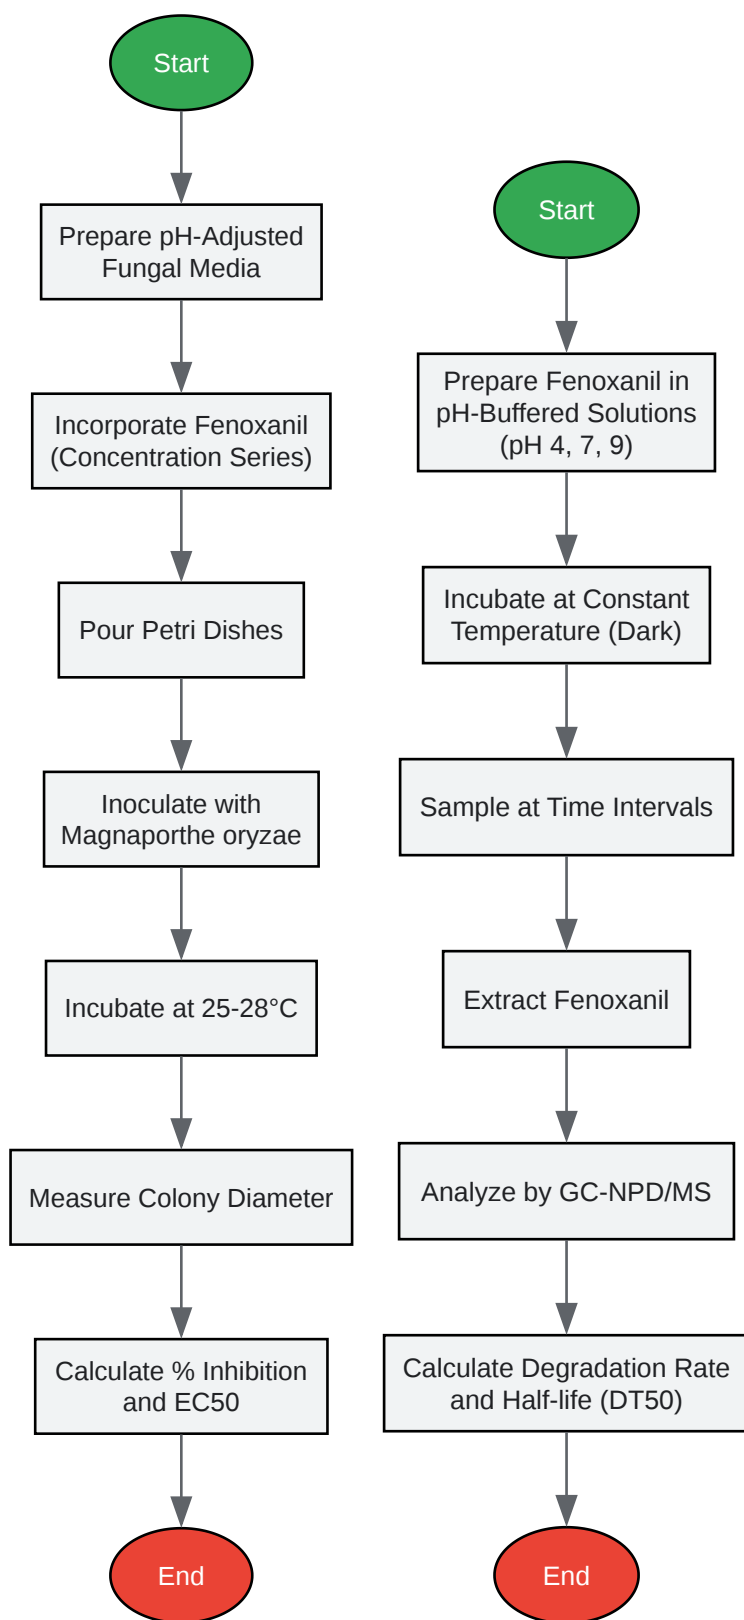 Start
Prepare pH-Adjusted
Fungal Media
Incorporate Fenoxanil
(Concentration Series)
Pour Petri Dishes
Inoculate with
Magnaporthe oryzae
Incubate at 25-28°C
Measure Colony Diameter
Calculate % Inhibition
and EC50
End
Start
Prepare Fenoxanil in
pH-Buffered Solutions
(pH 4, 7, 9)
Incubate at Constant
Temperature (Dark)
Sample at Time Intervals
Extract Fenoxanil
Analyze by GC-NPD/MS
Calculate Degradation Rate
and Half-life (DT50)
End